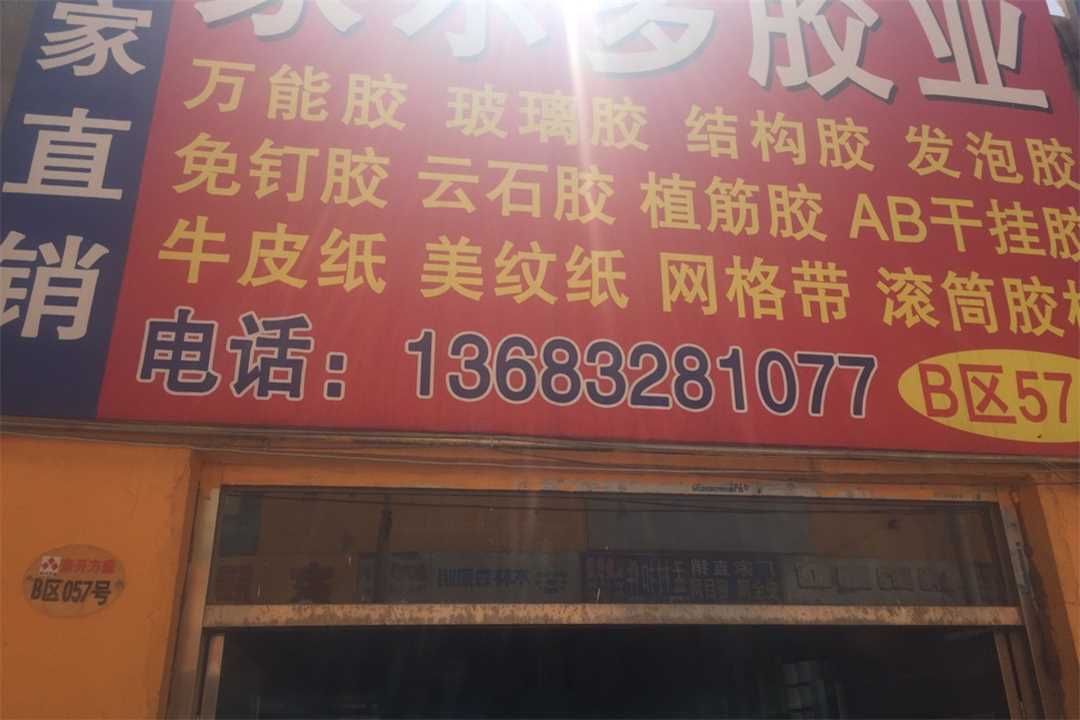 家直销
多胶业
万能胶 玻璃胶 结构胶 发泡胶
免钉胶 云石胶 植筋胶 AB干挂胶
牛皮纸 美纹纸 网格带 滚筒胶
电话：13683281077
B区57
B区057号